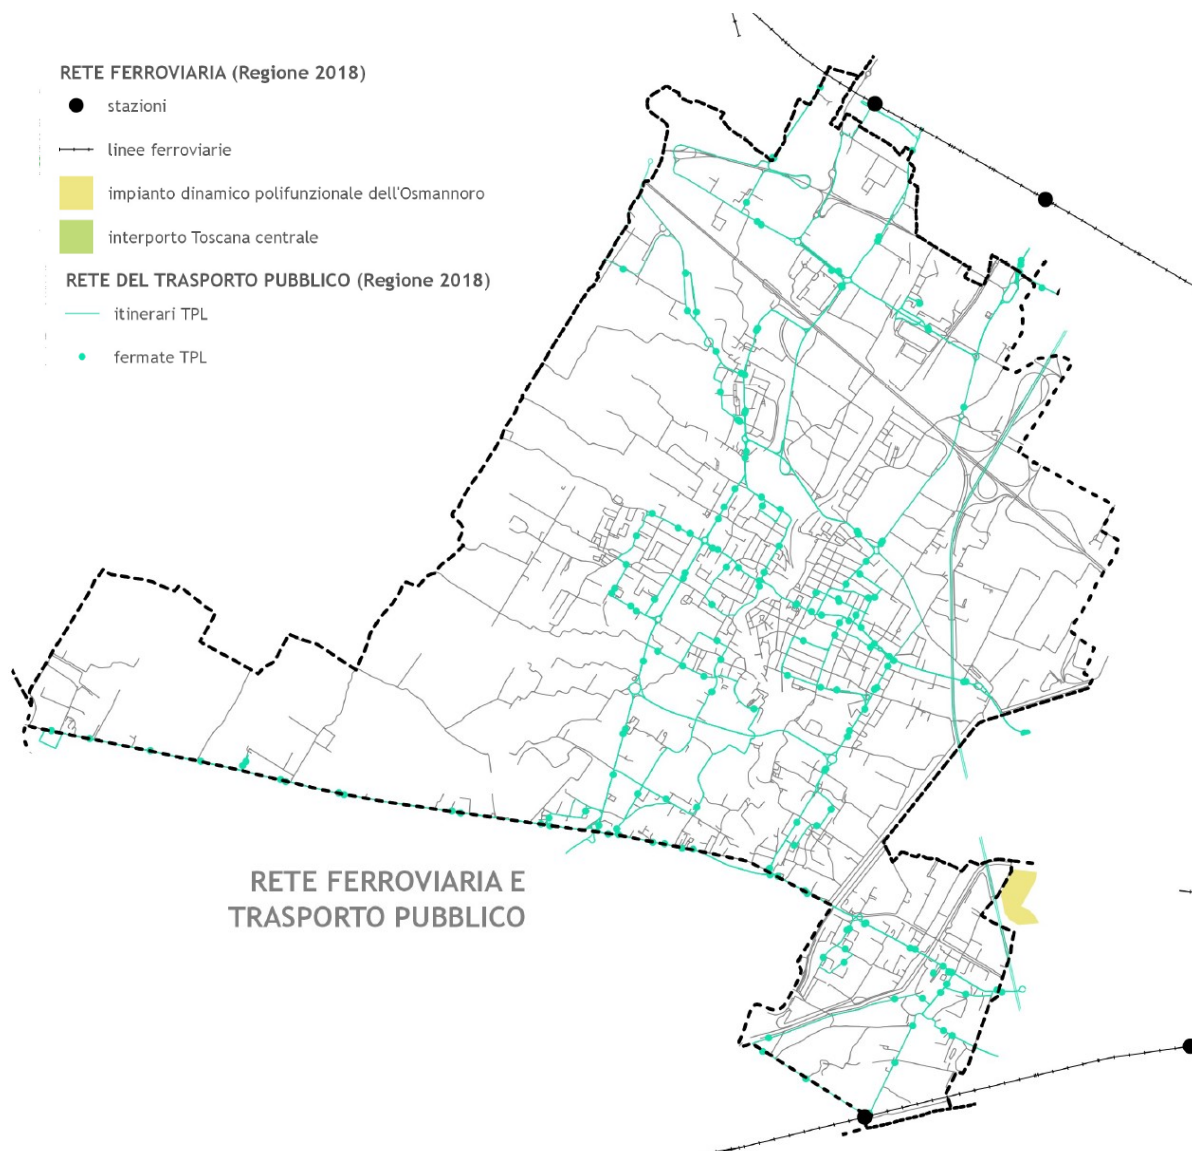 RETE FERROVIARIA (Regione 2018)
stazioni
linee ferroviarie
impianto dinamico polifunzionale dell'Osmannoro
interporto Toscana centrale
RETE DEL TRASPORTO PUBBLICO (Regione 2018)
itinerari TPL
fermate TPL
RETE FERROVIARIA E
TRASPORTO PUBBLICO